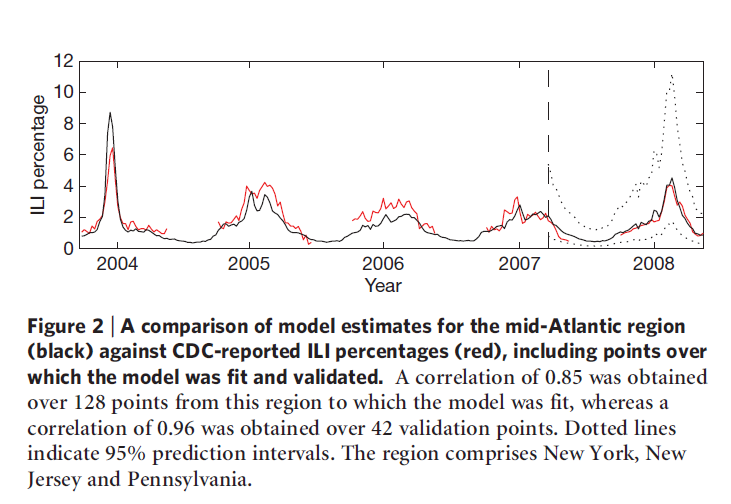 12
10
8
6
4
2
0
ILI percentage
2004 2005 2006 2007 2008
Year
Figure 2 | A comparison of model estimates for the mid-Atlantic region
(black) against CDC-reported ILI percentages (red), including points over
which the model was fit and validated. A correlation of 0.85 was obtained
over 128 points from this region to which the model was fit, whereas a
correlation of 0.96 was obtained over 42 validation points. Dotted lines
indicate 95% prediction intervals. The region comprises New York, New
Jersey and Pennsylvania.